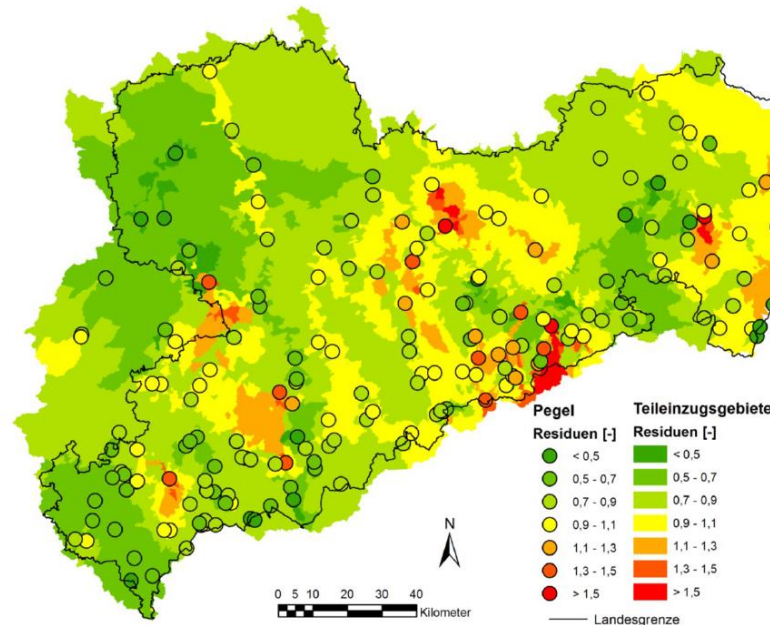 N
0 5 10 20 30 40
Kilometer
Pegel
Residuen [-]
< 0,5
0,5 - 0,7
0,7 - 0,9
0,9 - 1,1
1,1 - 1,3
1,3 - 1,5
> 1,5
Teileinzugsgebiete
Residuen [-]
< 0,5
0,5 - 0,7
0,7 - 0,9
0,9 - 1,1
1,1 - 1,3
1,3 - 1,5
> 1,5
Landesgrenze